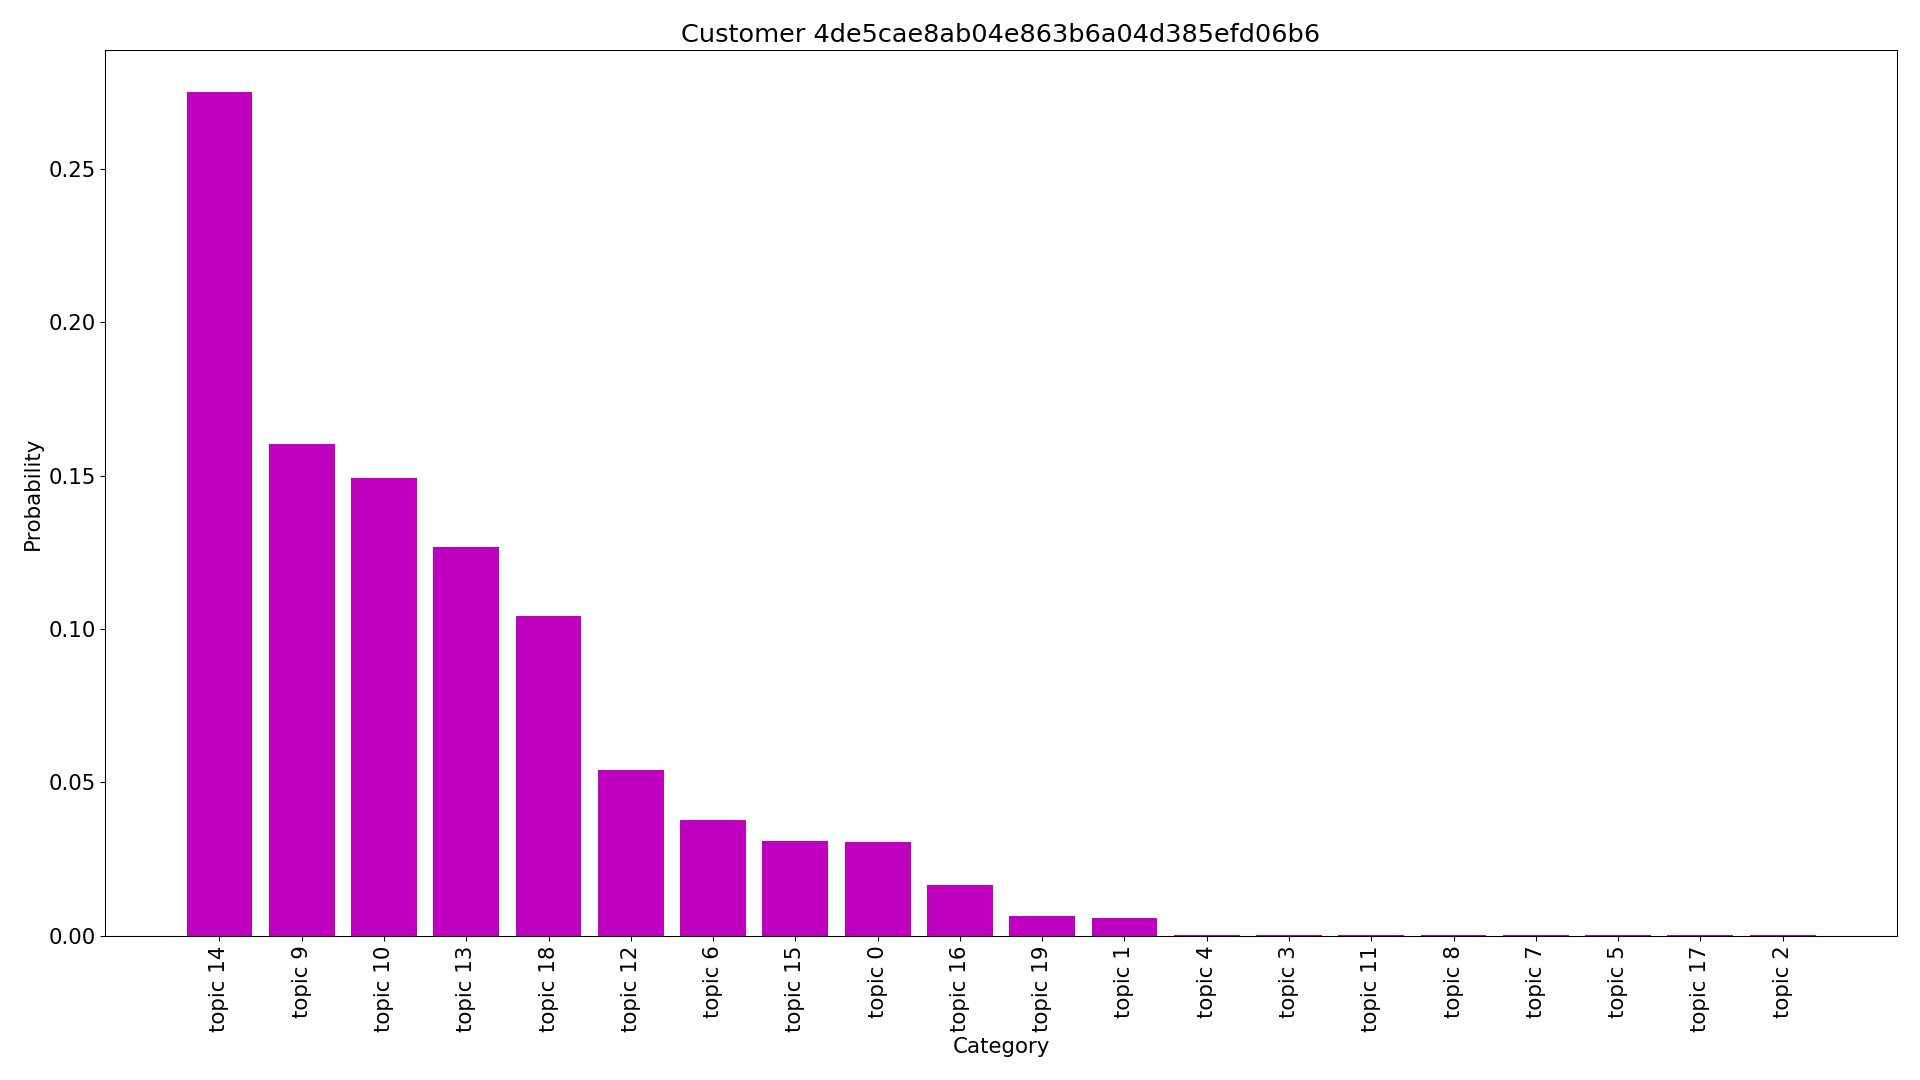 Customer 4de5cae8ab04e863b6a04d385efd06b6
Probability
0.25
0.20
0.15
0.10
0.05
0.00
topic 14
topic 9
topic 10
topic 13
topic 18
topic 12
topic 6
topic 15
topic 0
topic 16
topic 19
topic 1
topic 4
topic 3
topic 11
topic 8
topic 7
topic 5
topic 17
topic 2
Category